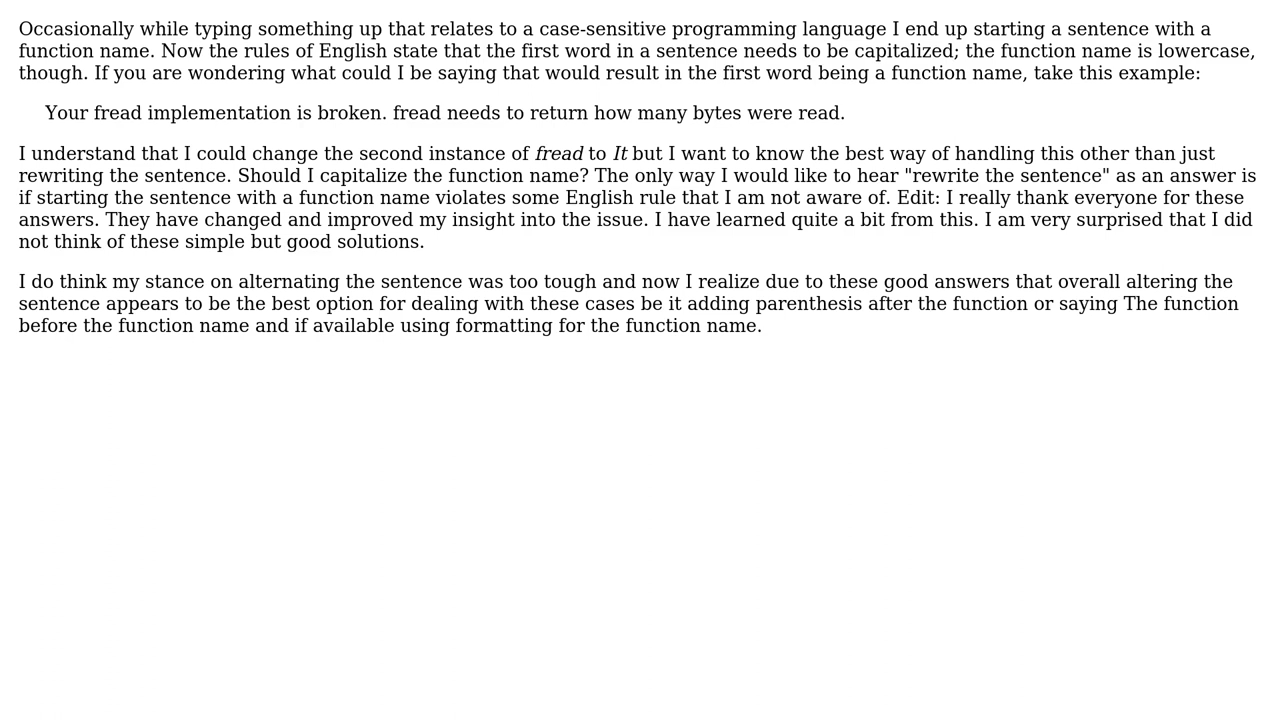 Occasionally while typing something up that relates to a case-sensitive programming language I end up starting a sentence with a
function name. Now the rules of English state that the first word in a sentence needs to be capitalized; the function name is lowercase,
though. If you are wondering what could I be saying that would result in the first word being a function name, take this example:
Your fread implementation is broken. fread needs to return how many bytes were read.
I understand that I could change the second instance of fread to It but I want to know the best way of handling this other than just
rewriting the sentence. Should I capitalize the function name? The only way I would like to hear "rewrite the sentence" as an answer is
if starting the sentence with a function name violates some English rule that I am not aware of. Edit: I really thank everyone for these
answers. They have changed and improved my insight into the issue. I have learned quite a bit from this. I am very surprised that I did
not think of these simple but good solutions.
I do think my stance on alternating the sentence was too tough and now I realize due to these good answers that overall altering the
sentence appears to be the best option for dealing with these cases be it adding parenthesis after the function or saying The function
before the function name and if available using formatting for the function name.